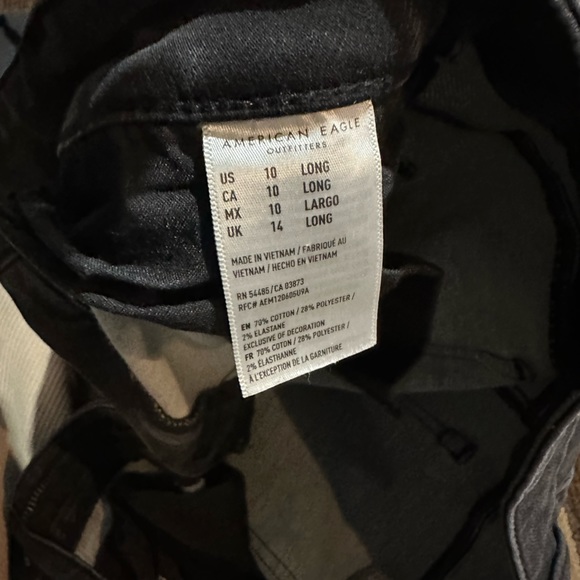 AMERICAN EAGLE
OUTFITTERS
US 10 LONG
CA 10 LONG
MX 10 LARGO
UK 14 LONG
MADE IN VIETNAM / FABRIQUÉ AU
VIETNAM / HECHO EN VIETNAM
RN 54485/CA 03873
RFC# AEM120605U9A
EN 70% COTTON / 28% POLYESTER /
2% ELASTANE
EXCLUSIVE OF DECORATION
FR 70% COTON / 28% POLYESTER /
2% ÉLASTHANNE
À L'EXCEPTION DE LA GARNITURE